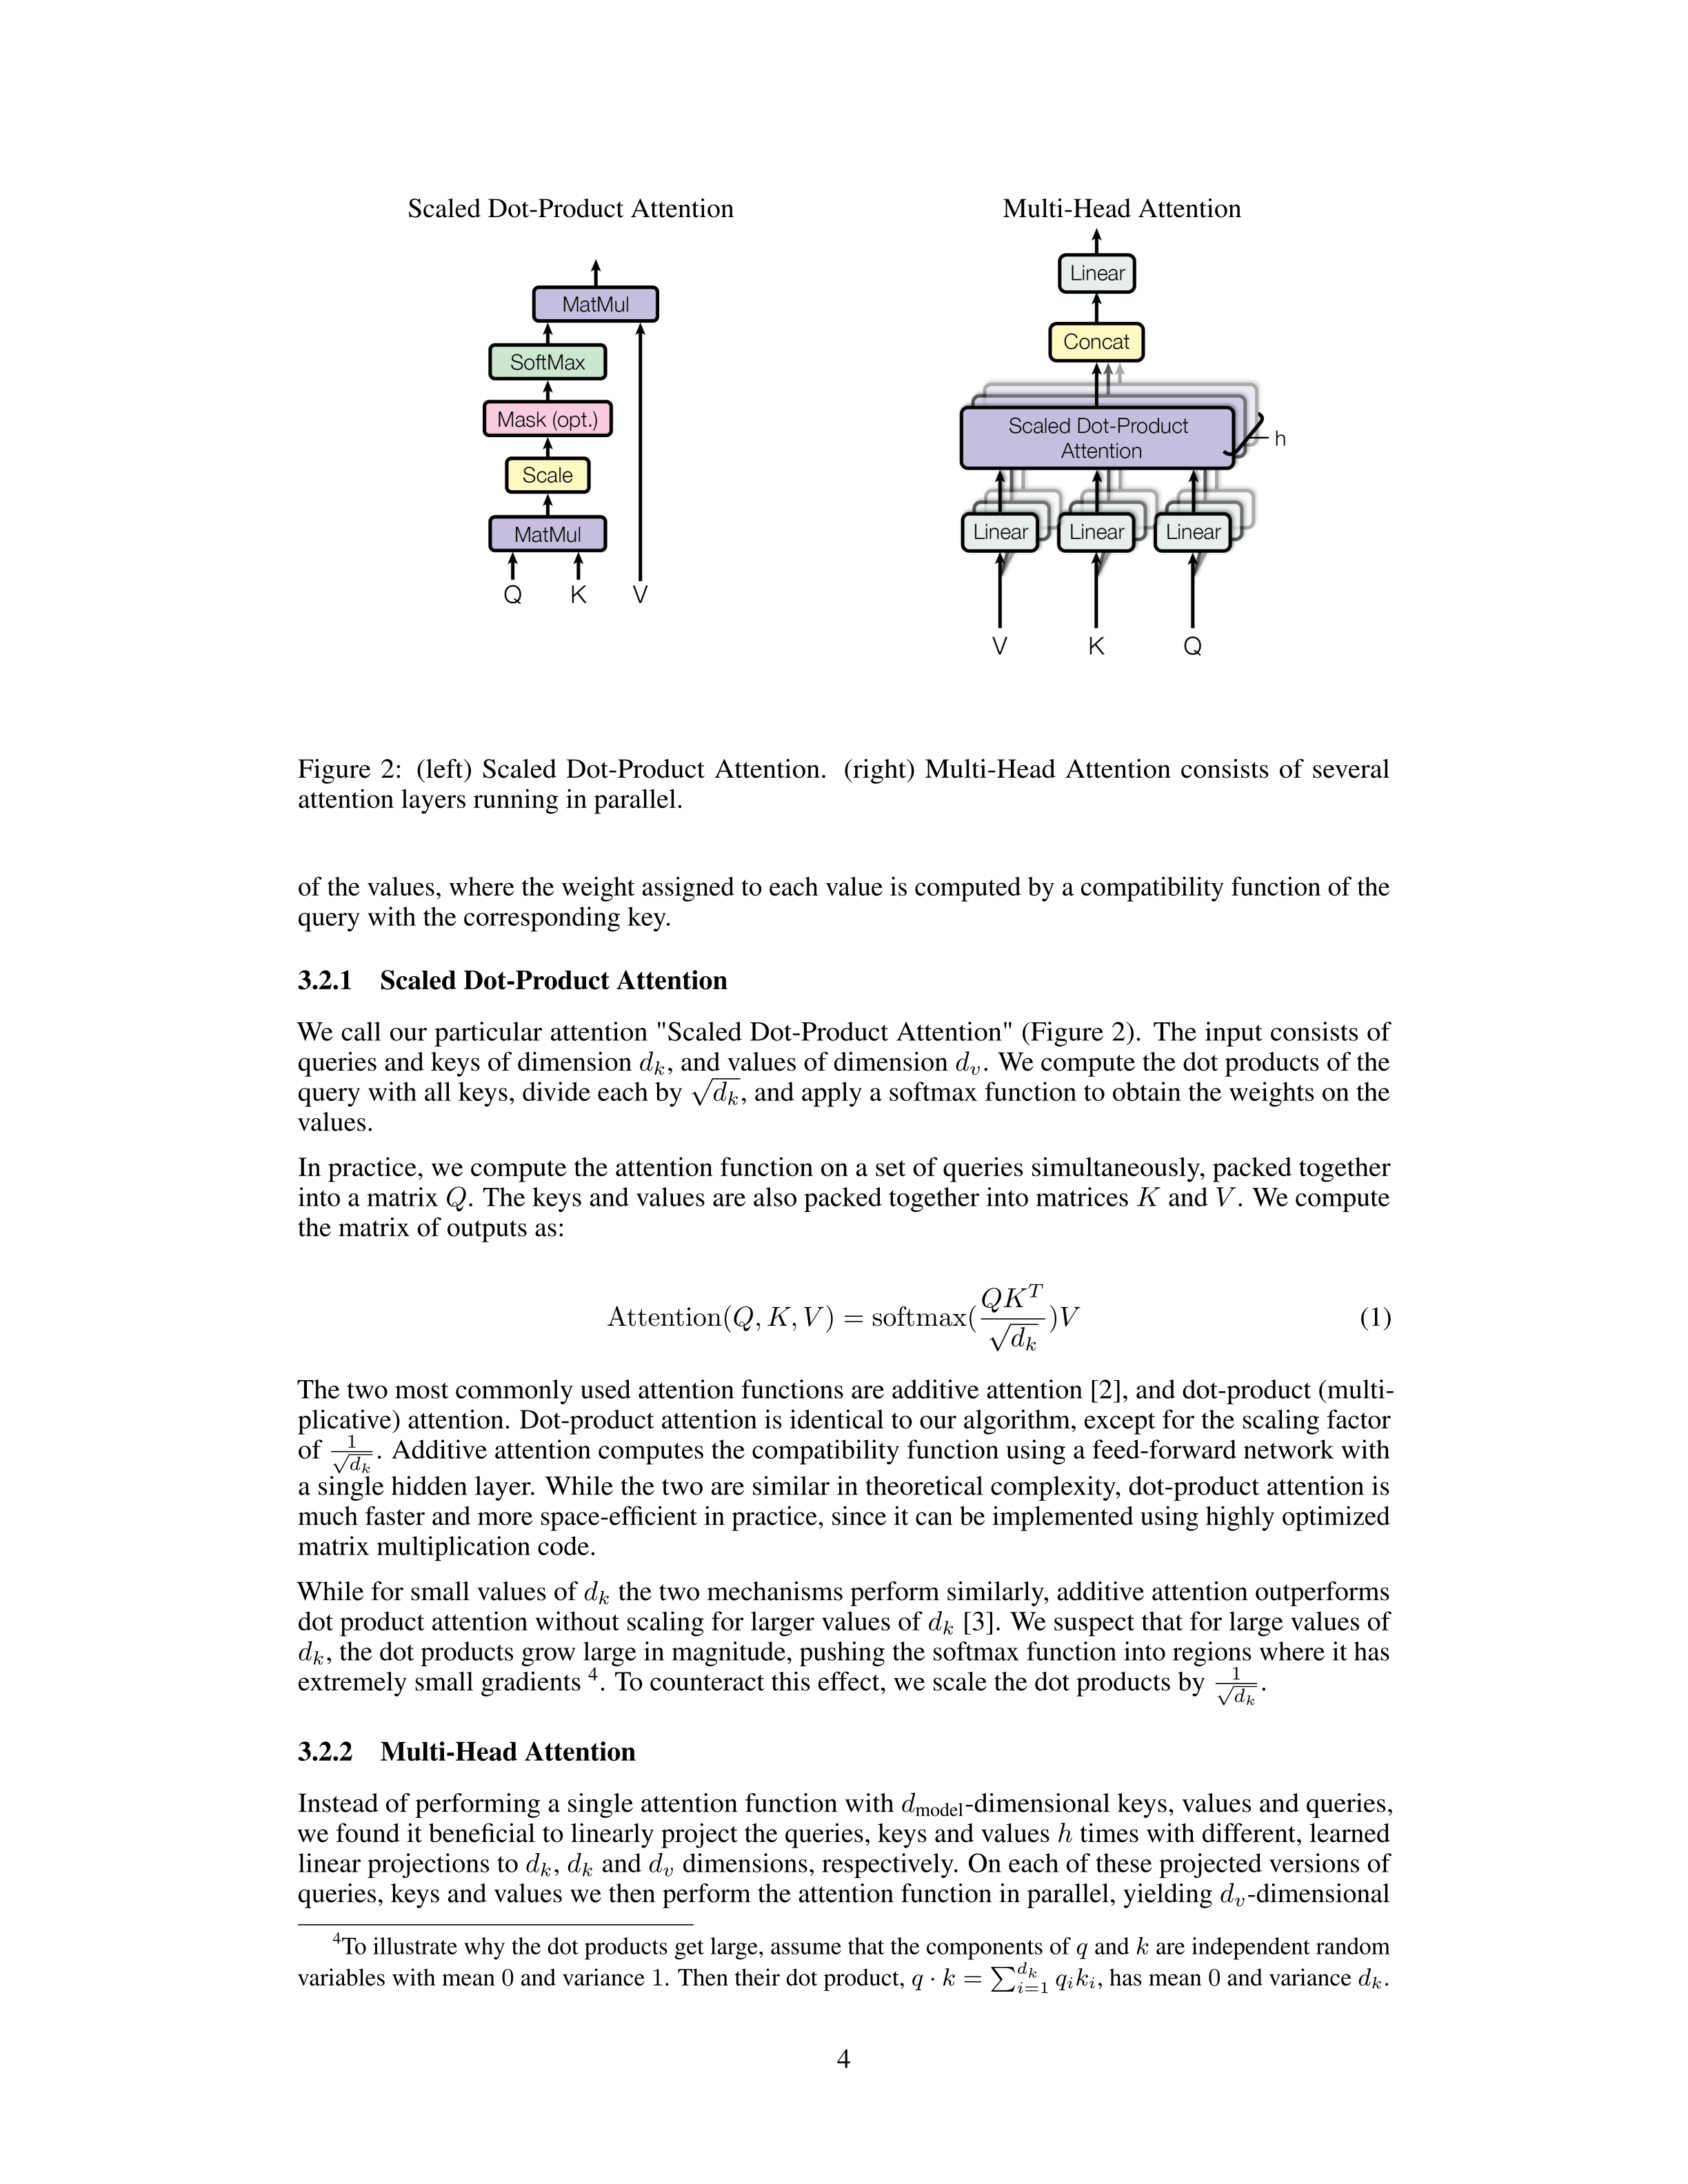 Scaled Dot-Product Attention
MatMul
SoftMax
Mask (opt.)
Scale
MatMul
Q K V
Multi-Head Attention
Linear
Concat
Scaled Dot-Product
Attention
h
Linear Linear Linear
V K Q
Figure 2: (left) Scaled Dot-Product Attention. (right) Multi-Head Attention consists of several
attention layers running in parallel.
of the values, where the weight assigned to each value is computed by a compatibility function of the
query with the corresponding key.
3.2.1 Scaled Dot-Product Attention
We call our particular attention "Scaled Dot-Product Attention" (Figure 2). The input consists of
queries and keys of dimension $d_k$, and values of dimension $d_v$. We compute the dot products of the
query with all keys, divide each by $\sqrt{d_k}$, and apply a softmax function to obtain the weights on the
values.
In practice, we compute the attention function on a set of queries simultaneously, packed together
into a matrix $Q$. The keys and values are also packed together into matrices $K$ and $V$. We compute
the matrix of outputs as:
$\mathrm{Attention}(Q, K, V) = \mathrm{softmax}(\frac{QK^T}{\sqrt{d_k}})V$ (1)
The two most commonly used attention functions are additive attention [2], and dot-product (multi-
plicative) attention. Dot-product attention is identical to our algorithm, except for the scaling factor
of $\frac{1}{\sqrt{d_k}}$. Additive attention computes the compatibility function using a feed-forward network with
a single hidden layer. While the two are similar in theoretical complexity, dot-product attention is
much faster and more space-efficient in practice, since it can be implemented using highly optimized
matrix multiplication code.
While for small values of $d_k$ the two mechanisms perform similarly, additive attention outperforms
dot product attention without scaling for larger values of $d_k$ [3]. We suspect that for large values of
$d_k$, the dot products grow large in magnitude, pushing the softmax function into regions where it has
extremely small gradients $^4$. To counteract this effect, we scale the dot products by $\frac{1}{\sqrt{d_k}}$.
3.2.2 Multi-Head Attention
Instead of performing a single attention function with $d_{\text{model}}$-dimensional keys, values and queries,
we found it beneficial to linearly project the queries, keys and values $h$ times with different, learned
linear projections to $d_k$, $d_k$ and $d_v$ dimensions, respectively. On each of these projected versions of
queries, keys and values we then perform the attention function in parallel, yielding $d_v$-dimensional
$^4$To illustrate why the dot products get large, assume that the components of $q$ and $k$ are independent random
variables with mean 0 and variance 1. Then their dot product, $q \cdot k = \sum_{i=1}^{d_k} q_i k_i$, has mean 0 and variance $d_k$.
4